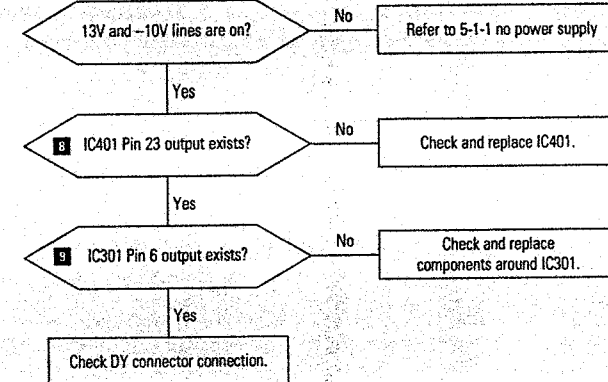 13V and –10V lines are on?
No
Refer to 5-1-1 no power supply
Yes
8 IC401 Pin 23 output exists?
No
Check and replace IC401.
Yes
9 IC301 Pin 6 output exists?
No
Check and replace
components around IC301.
Yes
Check DY connector connection.